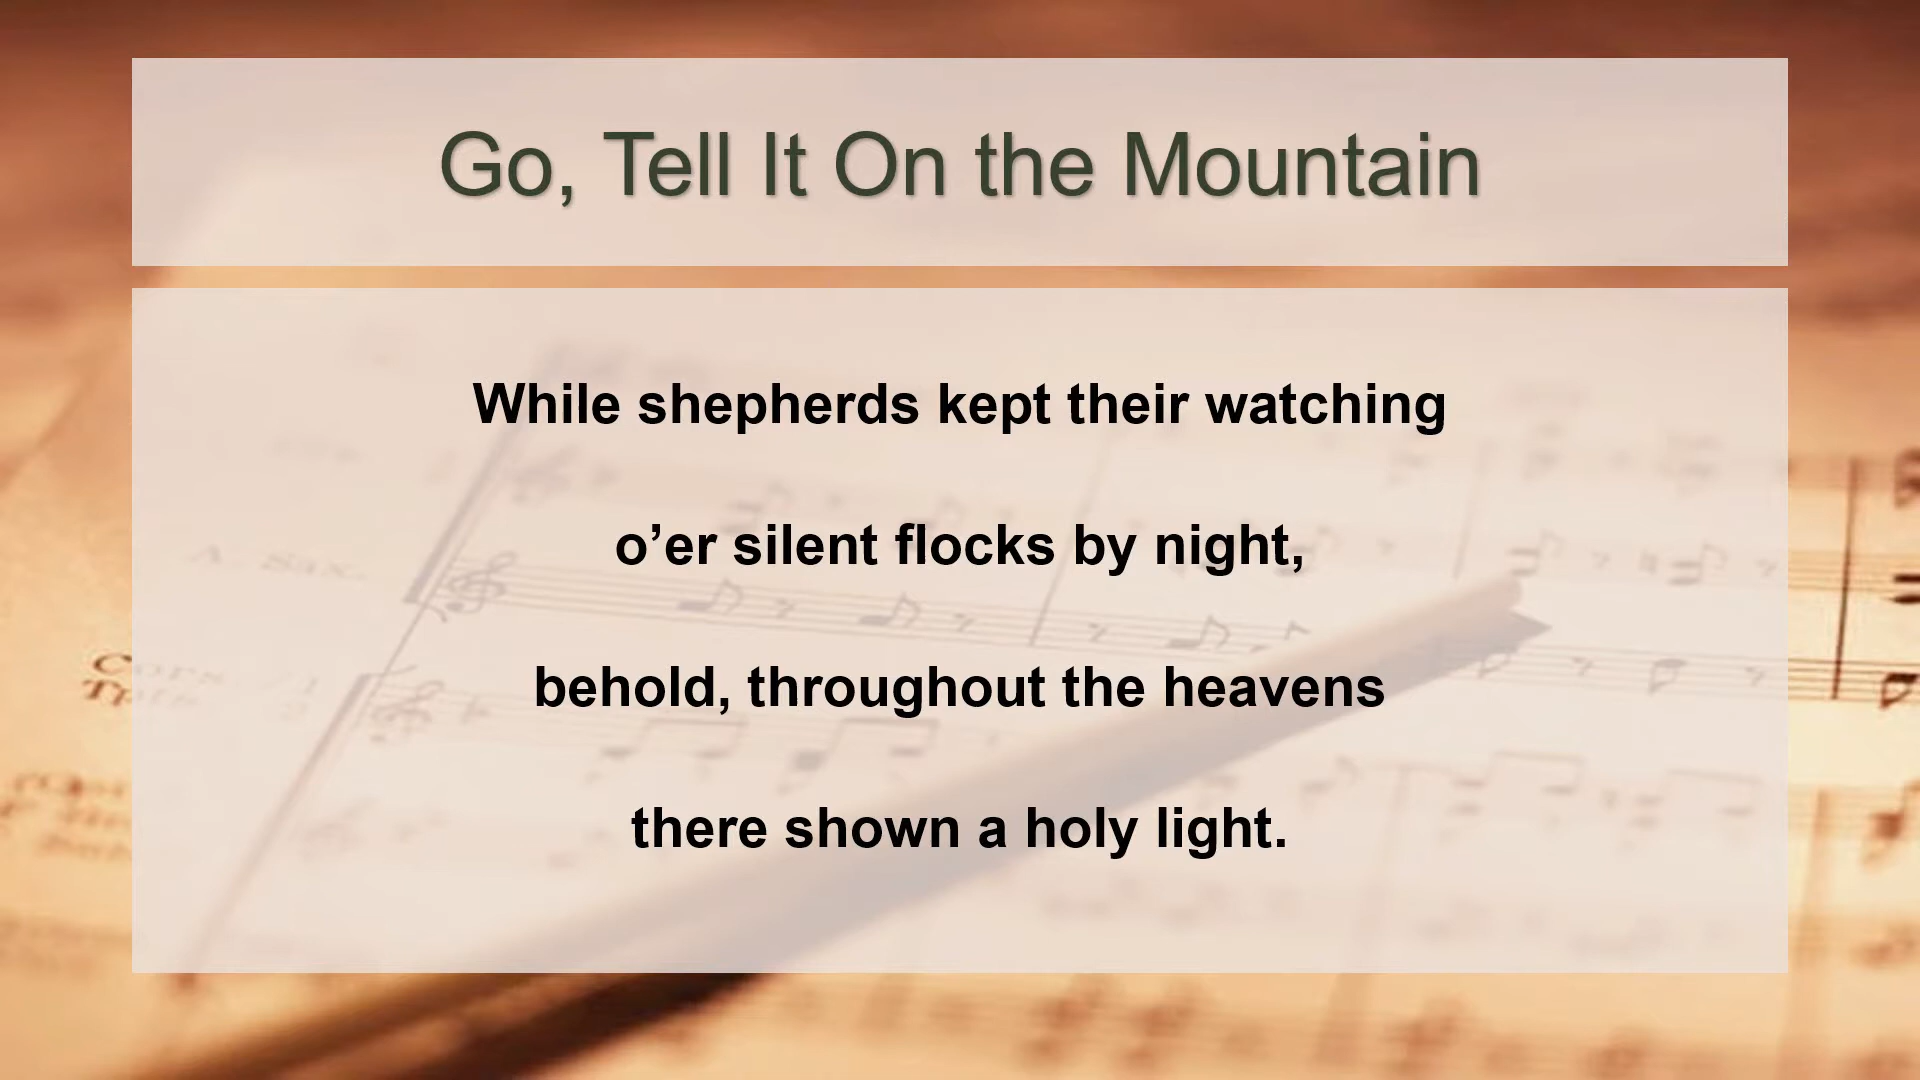 Go, Tell It On the Mountain
While shepherds kept their watching
o’er silent flocks by night,
behold, throughout the heavens
there shown a holy light.
A. Sax.